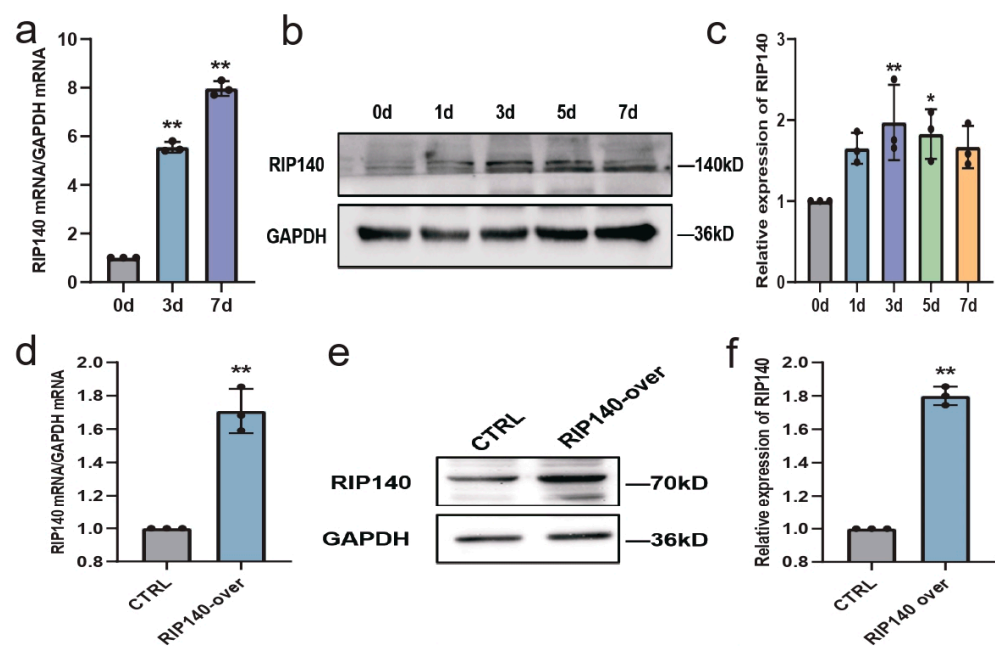 a
RIP140 mRNA/GAPDH mRNA
10
8
6
4
2
0
**
**
0d 3d 7d
b
0d 1d 3d 5d 7d
RIP140 —140kD
GAPDH —36kD
c
Relative expression of RIP140
3
2
1
0
**
*
0d 1d 3d 5d 7d
d
RIP140 mRNA/GAPDH mRNA
2.0
1.8
1.6
1.4
1.2
1.0
0.8
**
CTRL
RIP140-over
e
CTRL RIP140-over
RIP140 —70kD
GAPDH —36kD
f
Relative expression of RIP140
2.0
1.8
1.6
1.4
1.2
1.0
0.8
**
CTRL
RIP140 over